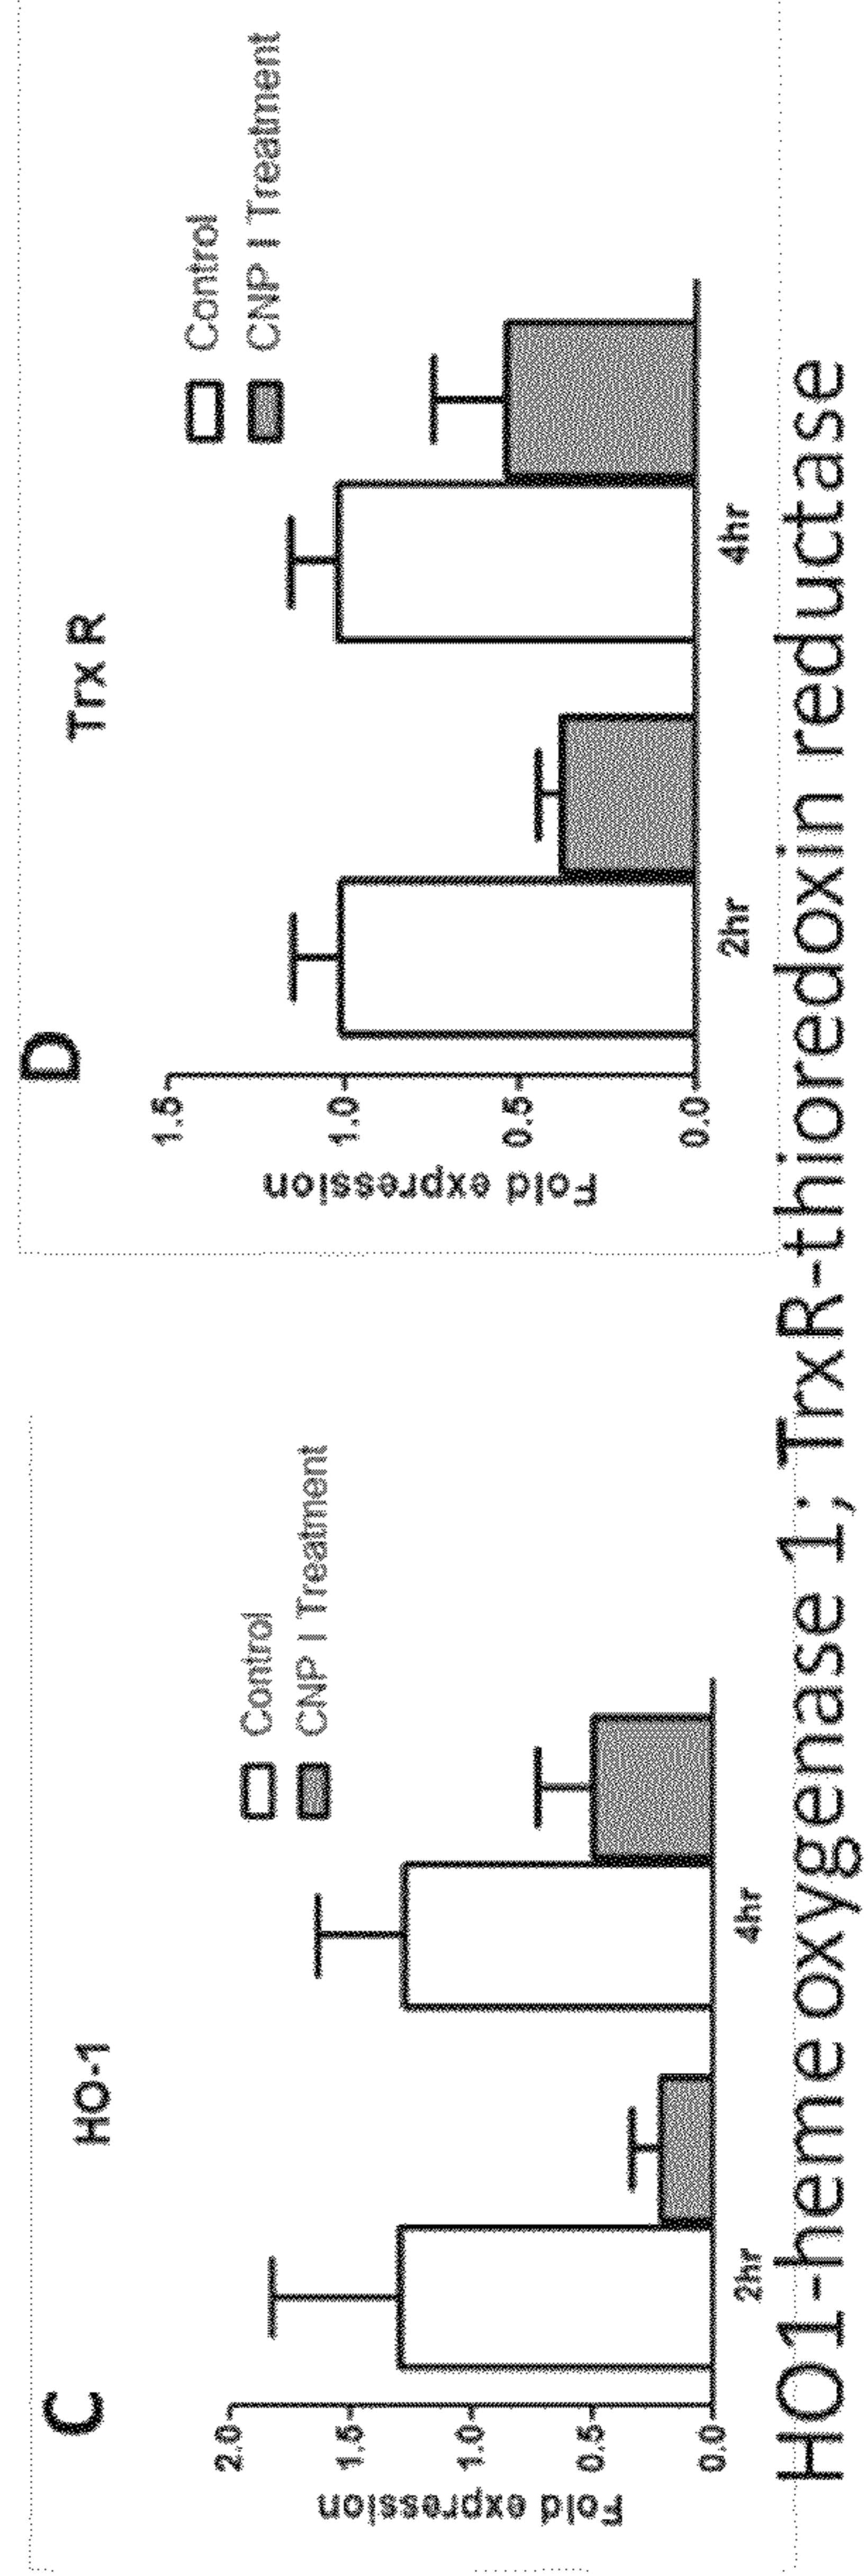 C
HO-1
Fold expression
2.0
1.5
1.0
0.5
0.0
2hr
4hr
Control
CNP I Treatment
D
Trx R
Fold expression
1.5
1.0
0.5
0.0
2hr
4hr
Control
CNP I Treatment
HO1-heme oxygenase 1; TrxR-thioredoxin reductase